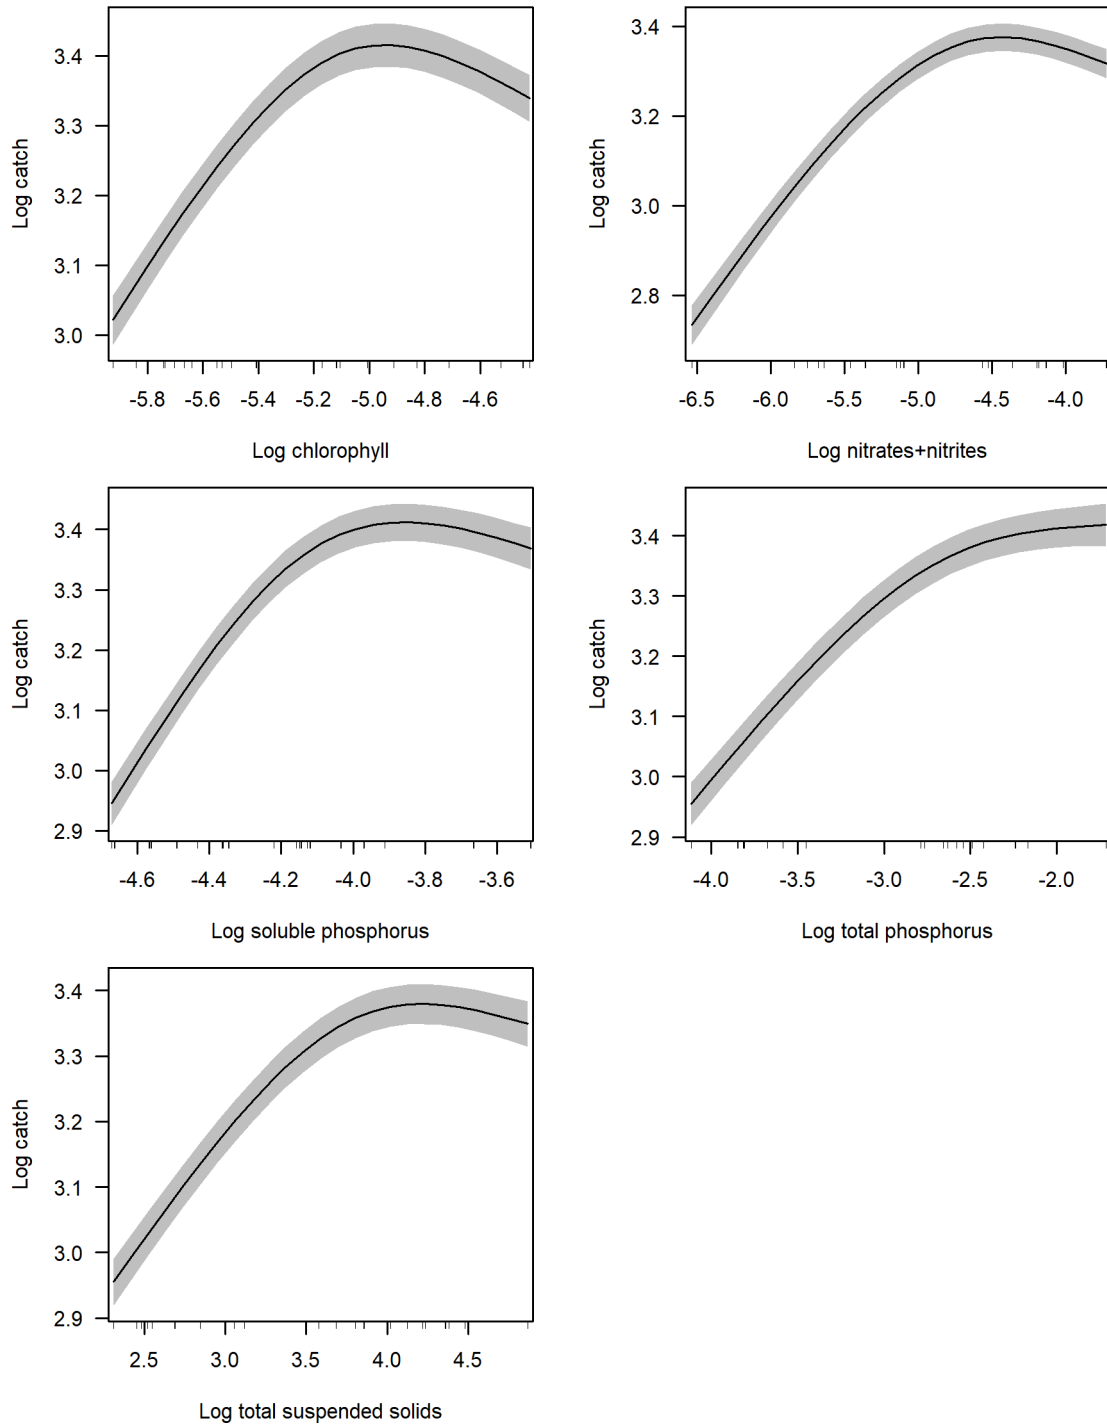 Log catch
3.4
3.3
3.2
3.1
3.0
-5.8 -5.6 -5.4 -5.2 -5.0 -4.8 -4.6
Log chlorophyll
Log catch
3.4
3.2
3.0
2.8
-6.5 -6.0 -5.5 -5.0 -4.5 -4.0
Log nitrates+nitrites
Log catch
3.4
3.3
3.2
3.1
3.0
2.9
-4.6 -4.4 -4.2 -4.0 -3.8 -3.6
Log soluble phosphorus
Log catch
3.4
3.3
3.2
3.1
3.0
2.9
-4.0 -3.5 -3.0 -2.5 -2.0
Log total phosphorus
Log catch
3.4
3.3
3.2
3.1
3.0
2.9
2.5 3.0 3.5 4.0 4.5
Log total suspended solids